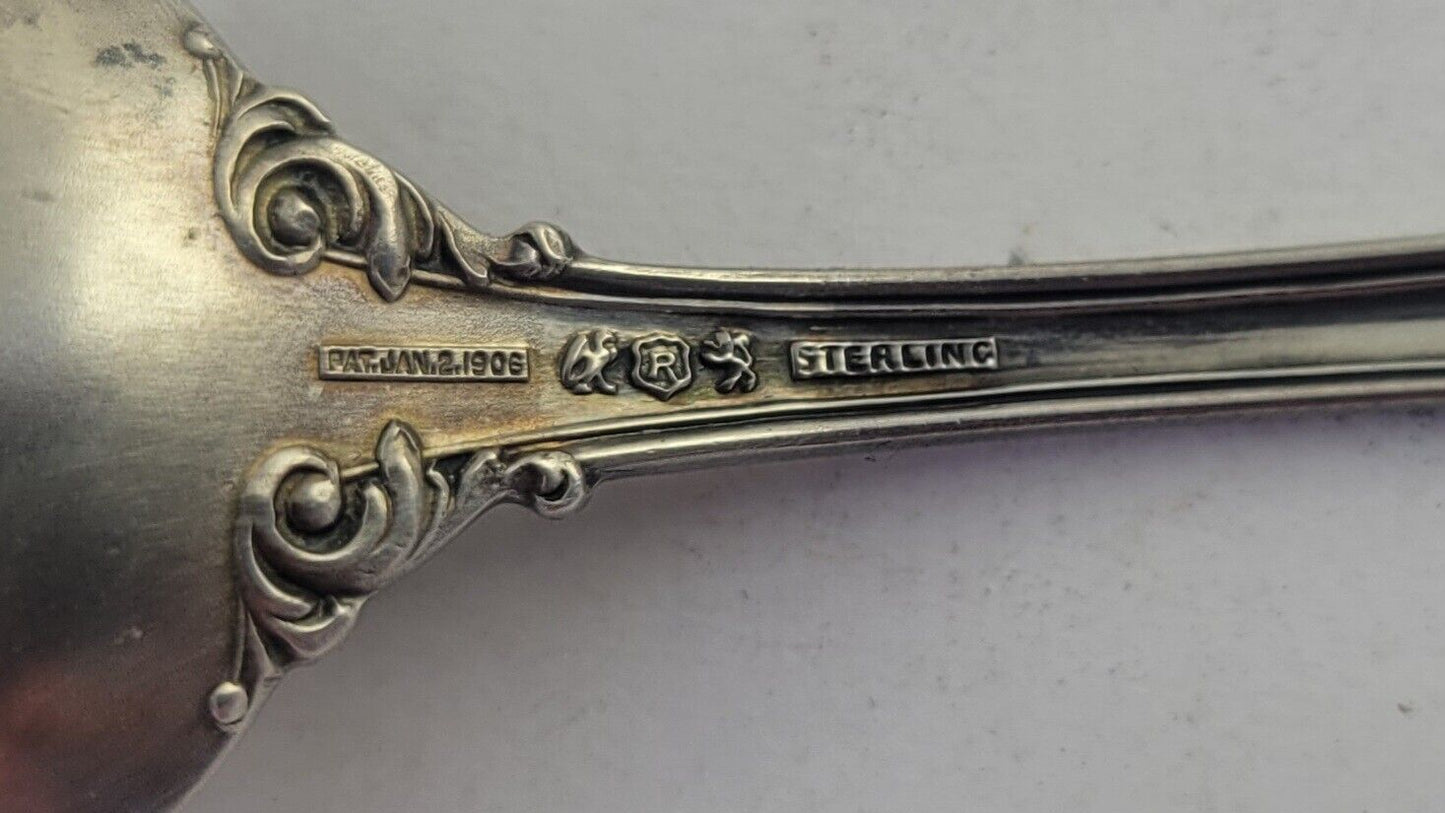 PAT. JAN. 2. 1906 R STERLING